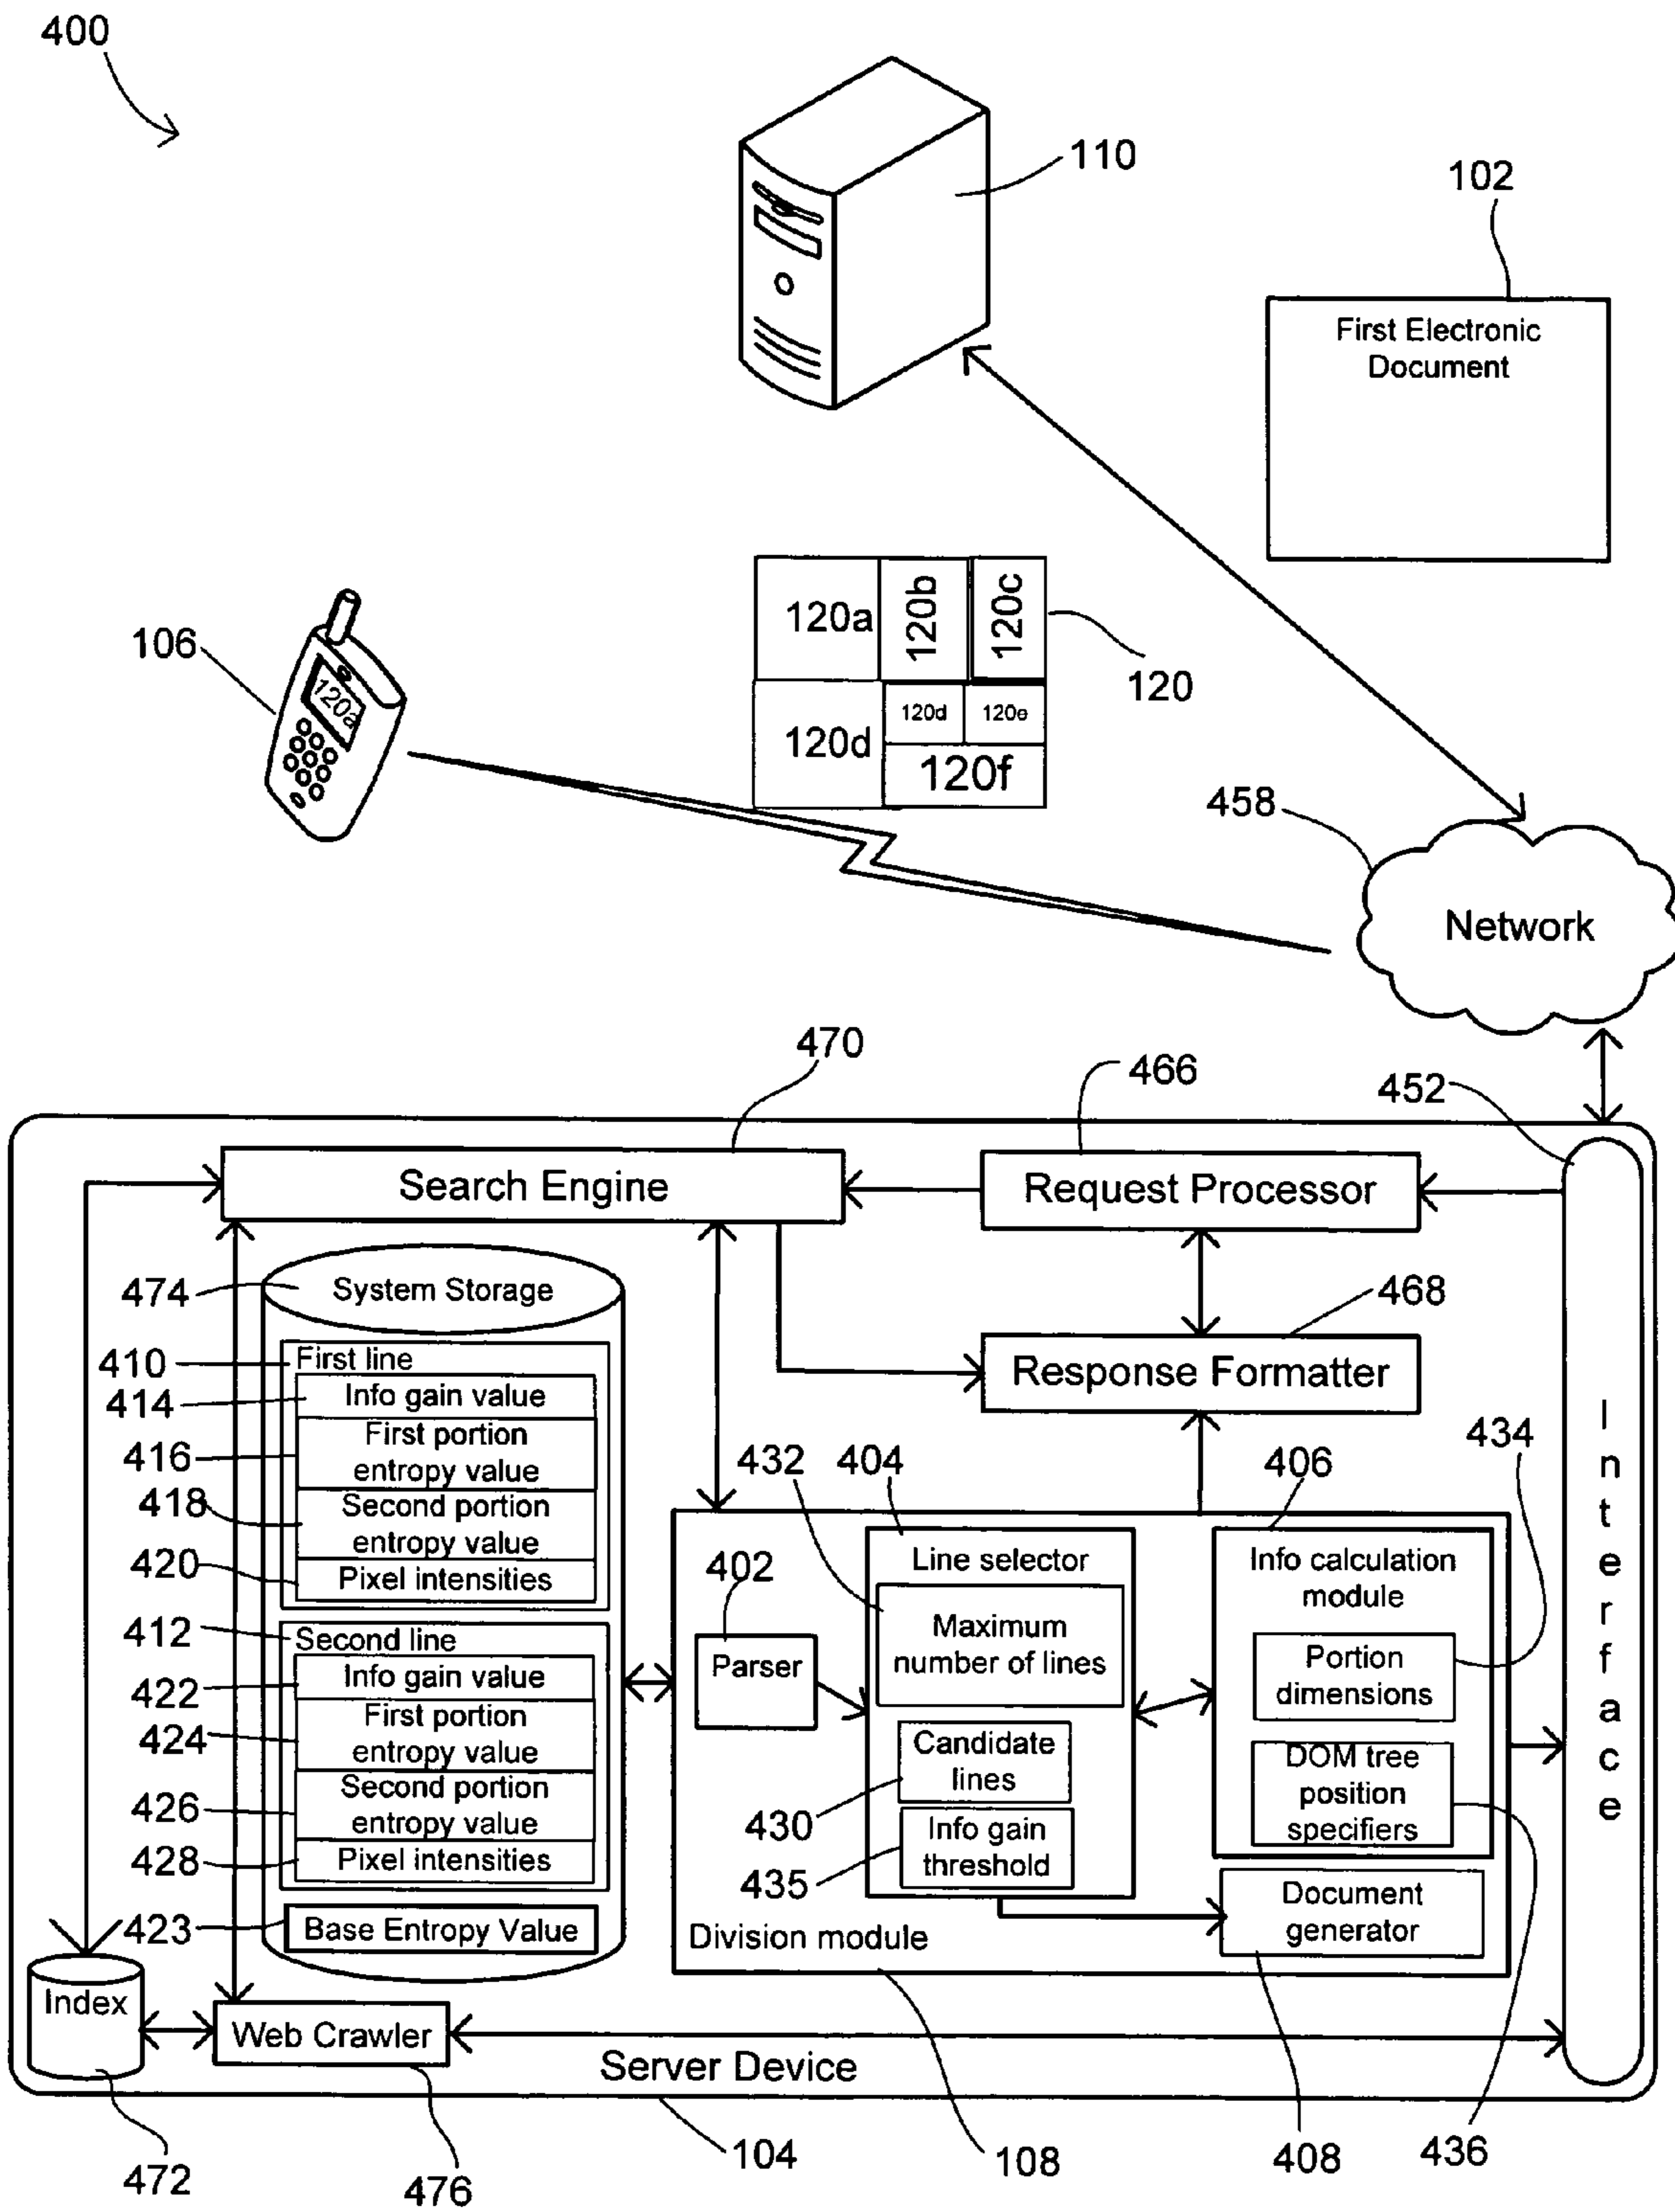 400
110
102
First Electronic
Document
120a
120b
120c
120
106
120a
120d
120d
120e
120f
458
Network
470
466
452
Search Engine
Request Processor
474
System Storage
468
410
First line
Response Formatter
414
Info gain value
416
First portion
entropy value
418
Second portion
entropy value
420
Pixel intensities
432
404
406
434
402
Line selector
Info calculation
module
412
Second line
Maximum
number of lines
Parser
Portion
dimensions
422
Info gain value
424
First portion
entropy value
Candidate
lines
DOM tree
position
specifiers
426
Second portion
entropy value
430
428
Pixel intensities
Info gain
threshold
435
423
Base Entropy Value
Division module
Document
generator
Interface
Index
Web Crawler
Server Device
472
476
104
108
408
436